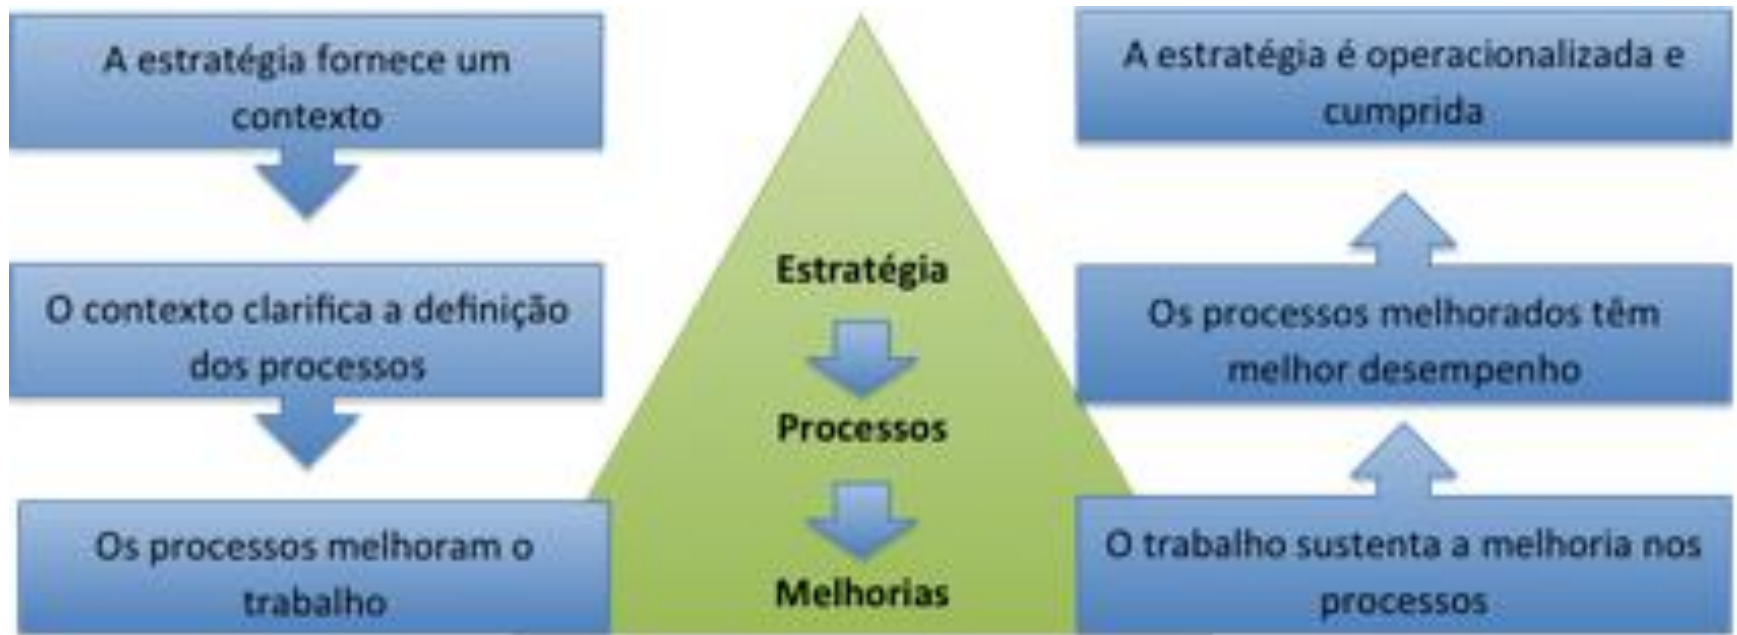 A estratégia fornece um
contexto
O contexto clarifica a definição
dos processos
Os processos melhoram o
trabalho
Estratégia
Processos
Melhorias
A estratégia é operacionalizada e
cumprida
Os processos melhorados têm
melhor desempenho
O trabalho sustenta a melhoria nos
processos